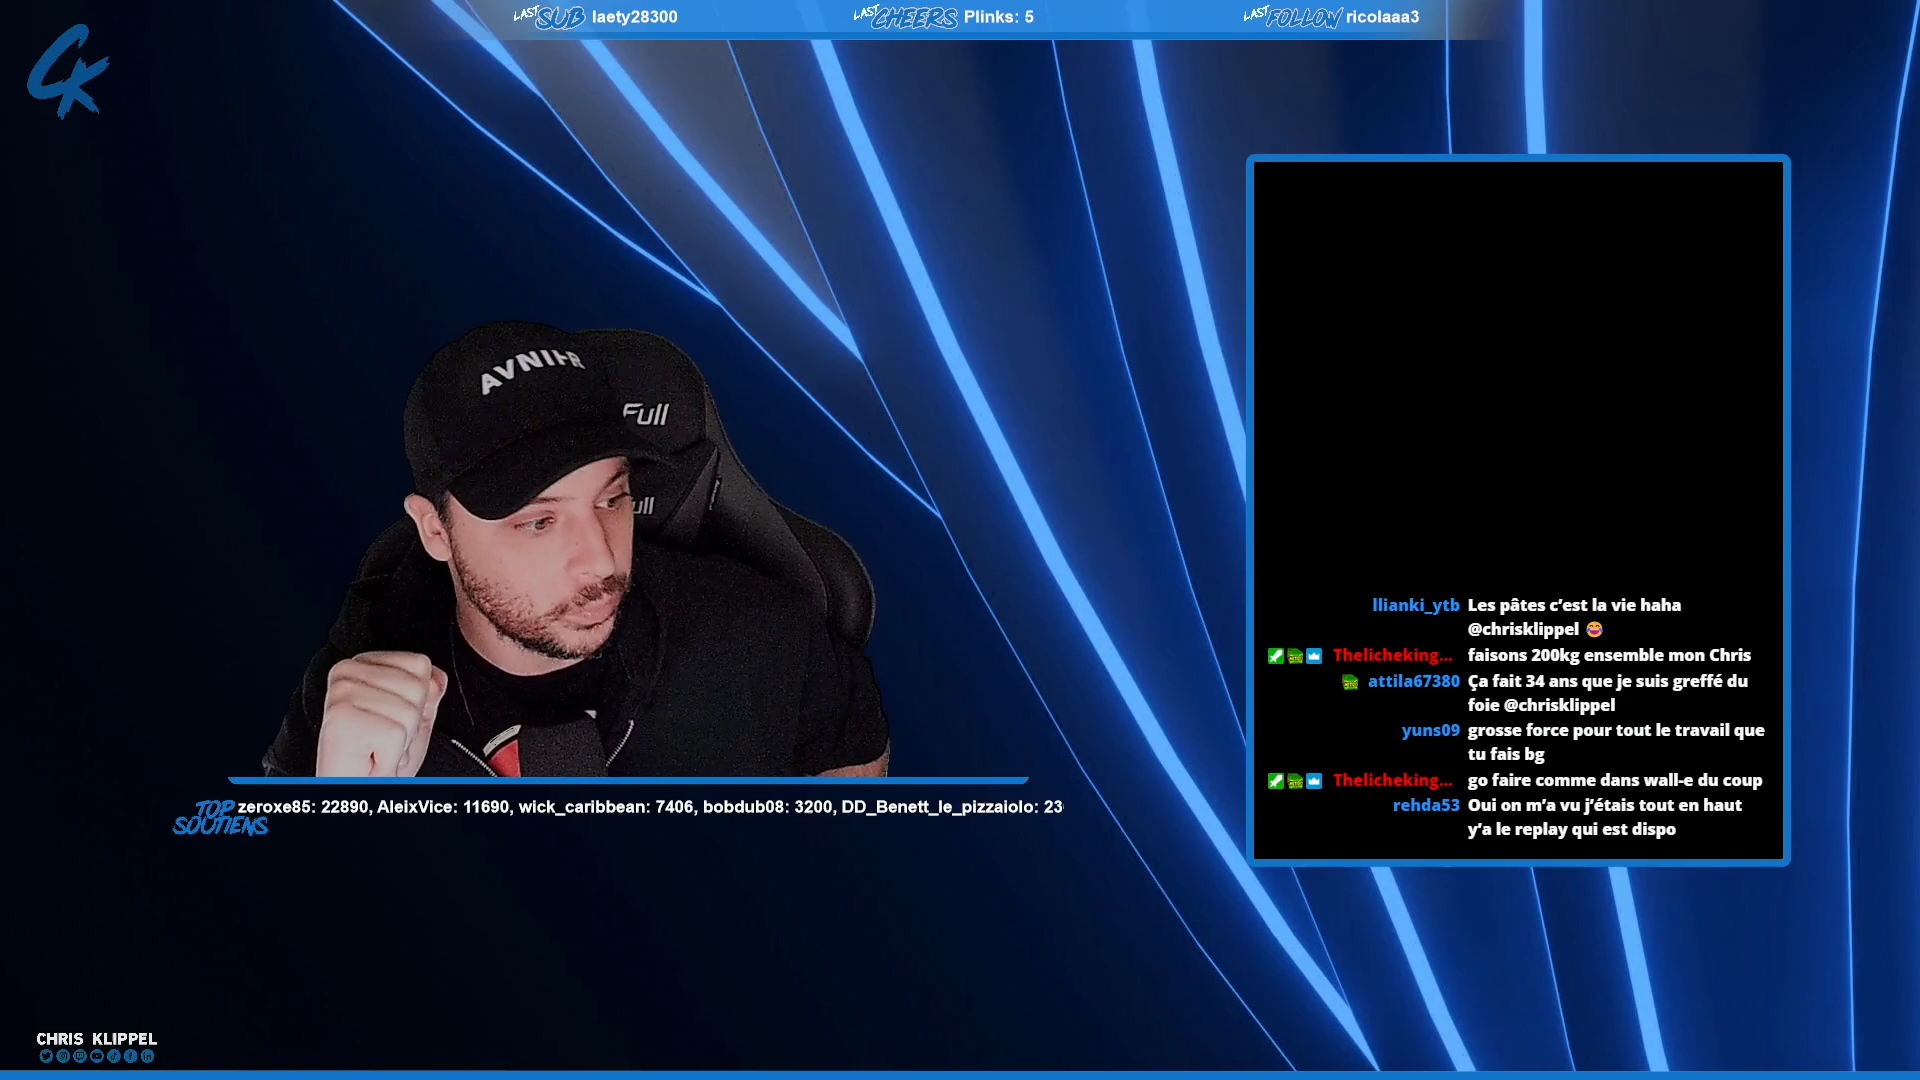 LAST SUB laety28300
LAST CHEERS Plinks: 5
LAST FOLLOW ricolaaa3
CK
AVNIER
Full
ull
llianki_ytb Les pâtes c’est la vie haha
@chrisklippel 😂
Thelicheking... faisons 200kg ensemble mon Chris
attila67380 Ça fait 34 ans que je suis greffé du
foie @chrisklippel
yuns09 grosse force pour tout le travail que
tu fais bg
Thelicheking... go faire comme dans wall-e du coup
rehda53 Oui on m’a vu j’étais tout en haut
y’a le replay qui est dispo
TOP SOUTIENS zeroxe85: 22890, AleixVice: 11690, wick_caribbean: 7406, bobdub08: 3200, DD_Benett_le_pizzaiolo: 23
CHRIS KLIPPEL